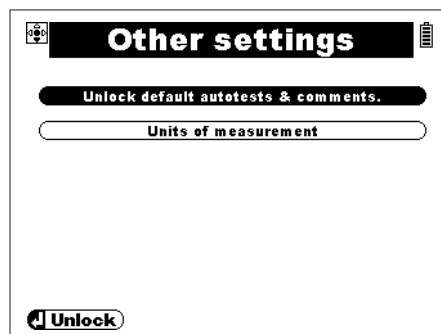 Other settings
Unlock default autotests & comments.
Units of measurement
Unlock